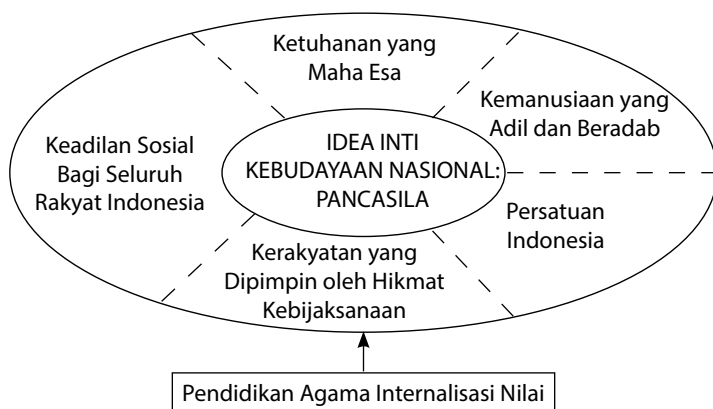 Ketuhanan yang
Maha Esa
Kemanusiaan yang
Adil dan Beradab
Keadilan Sosial
Bagi Seluruh
Rakyat Indonesia
IDEA INTI
KEBUDAYAAN NASIONAL:
PANCASILA
Persatuan
Indonesia
Kerakyatan yang
Dipimpin oleh Hikmat
Kebijaksanaan
Pendidikan Agama Internalisasi Nilai